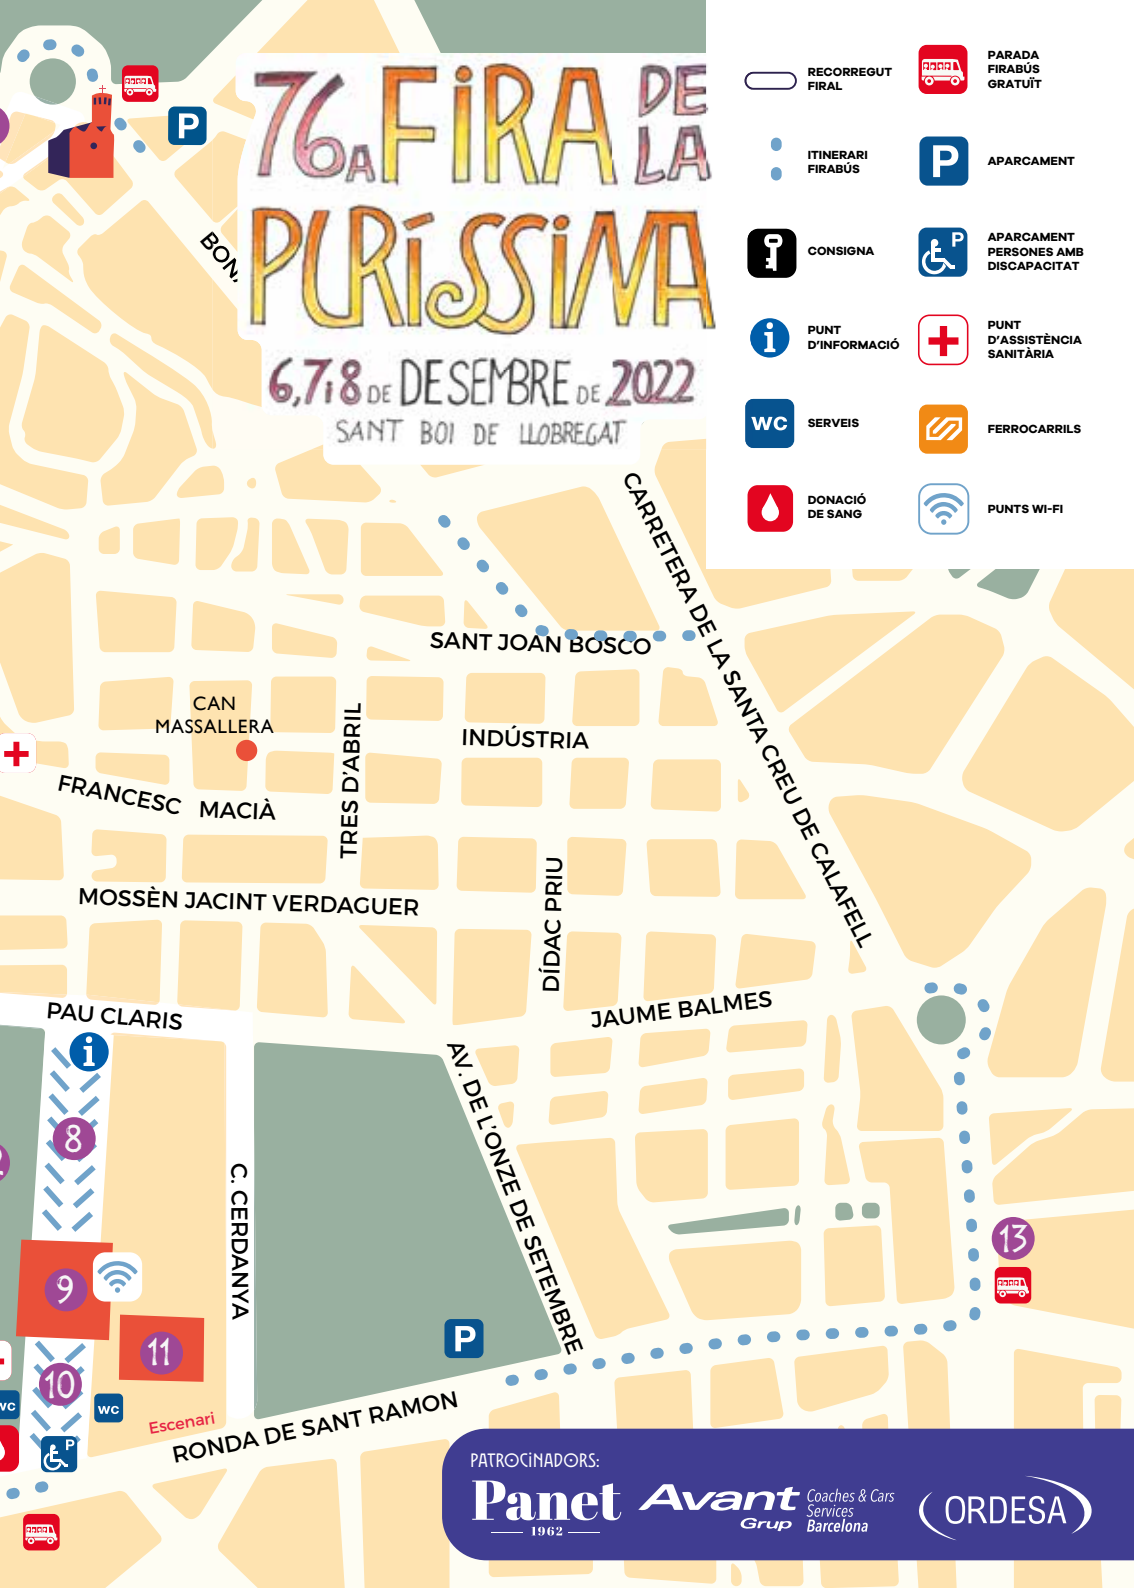 76a FIRA DE LA
PURÍSSIMA
6, 7 i 8 DE DESEMBRE DE 2022
SANT BOI DE LLOBREGAT
RECORREGUT
FIRAL
PARADA
FIRABÚS
GRATUÏT
ITINERARI
FIRABÚS
P
APARCAMENT
CONSIGNA
P
APARCAMENT
PERSONES AMB
DISCAPACITAT
i
PUNT
D'INFORMACIÓ
PUNT
D'ASSISTÈNCIA
SANITÀRIA
WC
SERVEIS
FERROCARRILS
DONACIÓ
DE SANG
PUNTS WI-FI
P
BON
CARRETERA DE LA SANTA CREU DE CALAFELL
SANT JOAN BOSCO
CAN
MASSALLERA
TRES D'ABRIL
INDÚSTRIA
FRANCESC MACIÀ
MOSSÈN JACINT VERDAGUER
DÍDAC PRIU
PAU CLARIS
JAUME BALMES
i
AV. DE L'ONZE DE SETEMBRE
8
C. CERDANYA
13
9
11
P
10
WC
WC
Escenari
P
RONDA DE SANT RAMON
PATROCINADORS:
Panet
1962
Avant
Grup
Coaches & Cars
Services
Barcelona
ORDESA